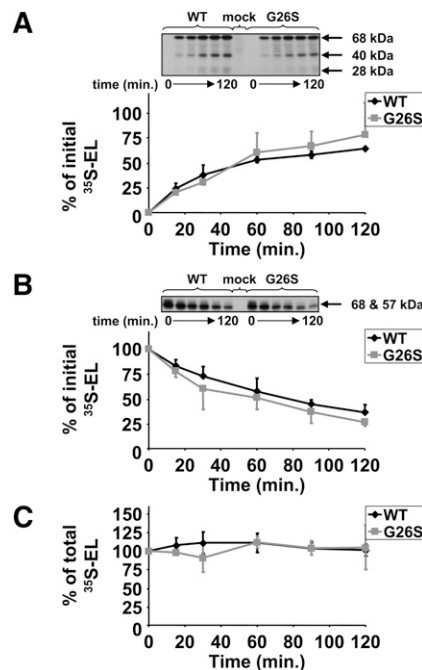 A
WT mock G26S
68 kDa
40 kDa
28 kDa
time (min.) 0 120 0 120
WT
G26S
% of initial
³⁵S-EL
100
75
50
25
0
0 20 40 60 80 100 120
Time (min.)
B
WT mock G26S
68 & 57 kDa
time (min.) 0 120 0 120
WT
G26S
% of initial
³⁵S-EL
100
75
50
25
0
0 20 40 60 80 100 120
Time (min.)
C
WT
G26S
% of total
³⁵S-EL
150
125
100
75
50
25
0
0 20 40 60 80 100 120
Time (min.)